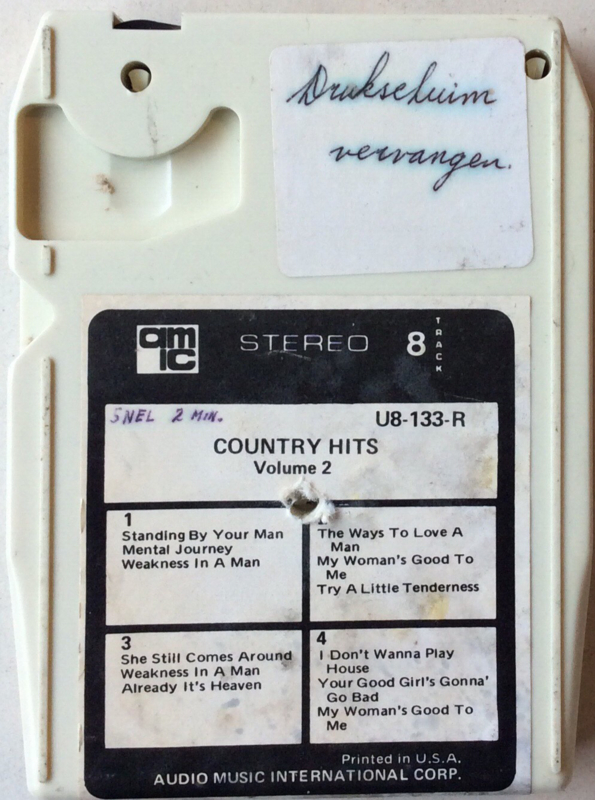 Drukschuim
vervangen.
amic
STEREO 8 TRACK
SNEL 2 MIN.
U8-133-R
COUNTRY HITS
Volume 2
1
Standing By Your Man
Mental Journey
Weakness In A Man
The Ways To Love A
Man
My Woman's Good To
Me
Try A Little Tenderness
3
She Still Comes Around
Weakness In A Man
Already It's Heaven
4
I Don't Wanna Play
House
Your Good Girl's Gonna'
Go Bad
My Woman's Good To
Me
Printed in U.S.A.
AUDIO MUSIC INTERNATIONAL CORP.